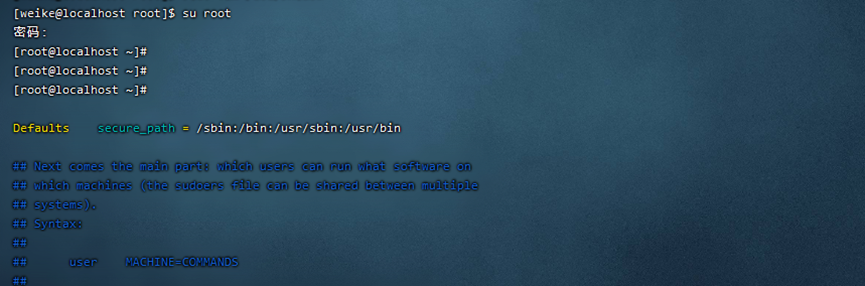 [weike@localhost root]$ su root
密码：
[root@localhost ~]#
[root@localhost ~]#
[root@localhost ~]#
Defaults    secure_path = /sbin:/bin:/usr/sbin:/usr/bin
## Next comes the main part: which users can run what software on
## which machines (the sudoers file can be shared between multiple
## systems).
## Syntax:
##
##      user    MACHINE=COMMANDS
##